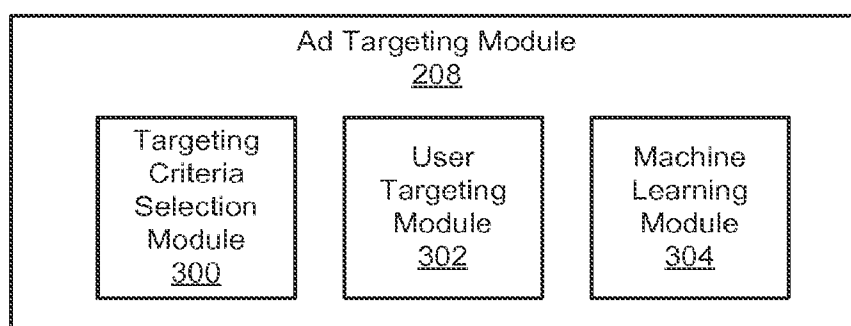 Ad Targeting Module
208
Targeting
Criteria
Selection
Module
300
User
Targeting
Module
302
Machine
Learning
Module
304